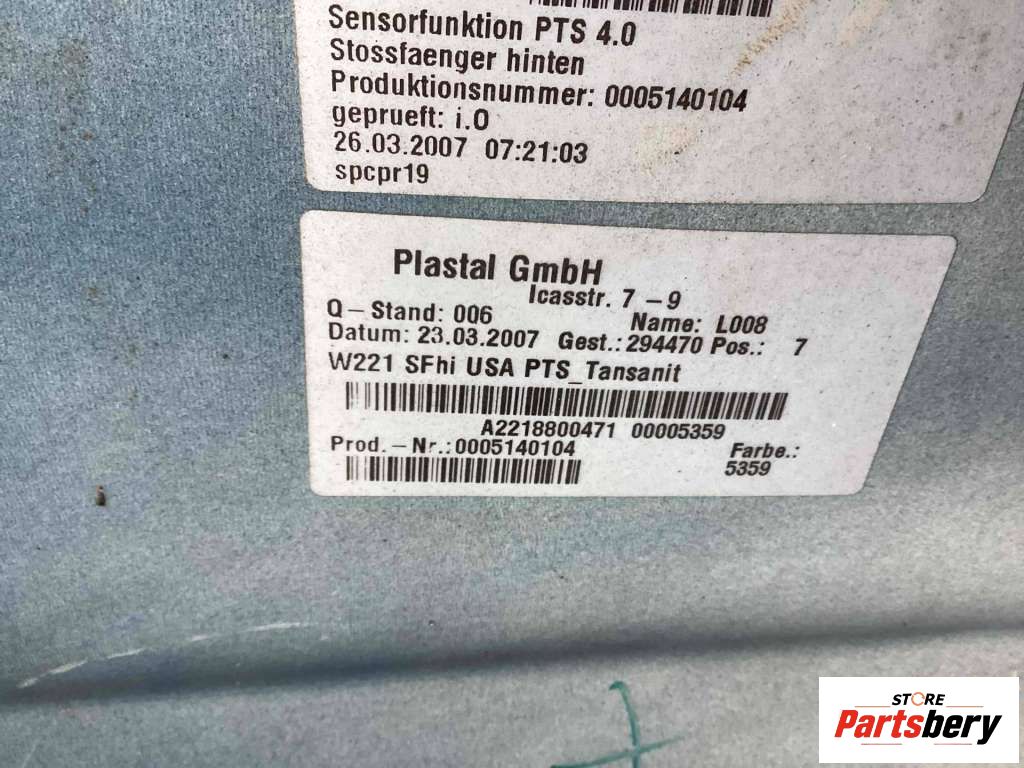 Sensorfunktion PTS 4.0
Stossfaenger hinten
Produktionsnummer: 0005140104
geprueft: i.O
26.03.2007 07:21:03
spcpr19
Plastal GmbH
Icasstr. 7 – 9
Q – Stand: 006 Name: L008
Datum: 23.03.2007 Gest.: 294470 Pos.: 7
W221 SFhi USA PTS_Tansanit
A2218800471 00005359
Prod. – Nr.: 0005140104 Farbe.:
5359
STORE
Partsbery